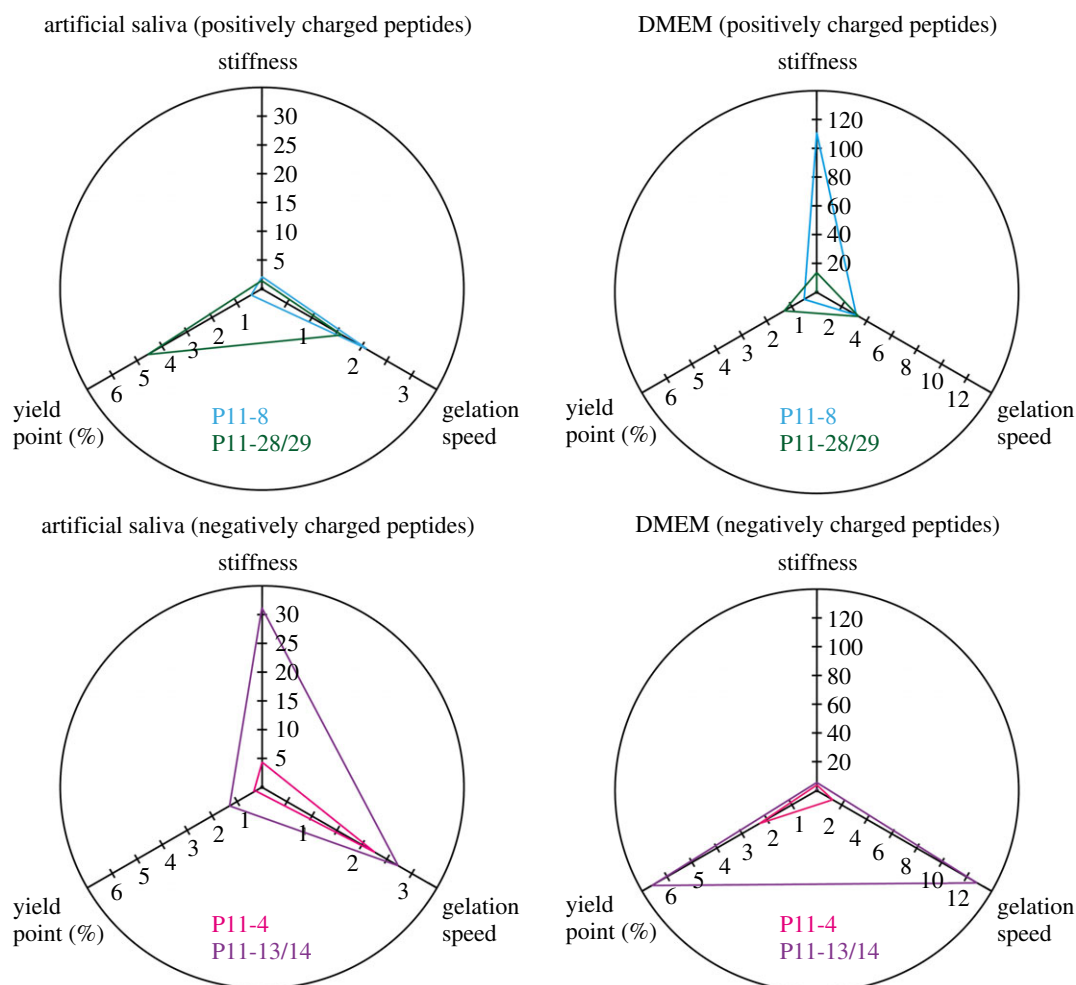 artificial saliva (positively charged peptides)
stiffness
30
25
20
15
10
5
1
2
3
4
5
6
1
2
3
yield
point (%)
gelation
speed
P11-8
P11-28/29
DMEM (positively charged peptides)
stiffness
120
100
80
60
40
20
1
2
3
4
5
6
2
4
6
8
10
12
yield
point (%)
gelation
speed
P11-8
P11-28/29
artificial saliva (negatively charged peptides)
stiffness
30
25
20
15
10
5
1
2
3
4
5
6
1
2
3
yield
point (%)
gelation
speed
P11-4
P11-13/14
DMEM (negatively charged peptides)
stiffness
120
100
80
60
40
20
1
2
3
4
5
6
2
4
6
8
10
12
yield
point (%)
gelation
speed
P11-4
P11-13/14